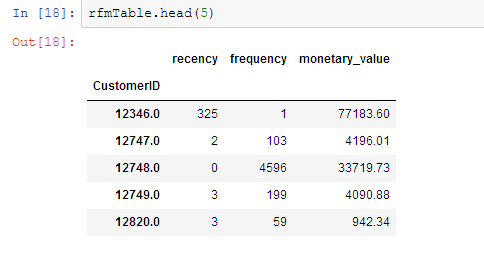 In [18]: rfmTable.head(5)
Out[18]:
recency frequency monetary_value
CustomerID
12346.0 325 1 77183.60
12747.0 2 103 4196.01
12748.0 0 4596 33719.73
12749.0 3 199 4090.88
12820.0 3 59 942.34